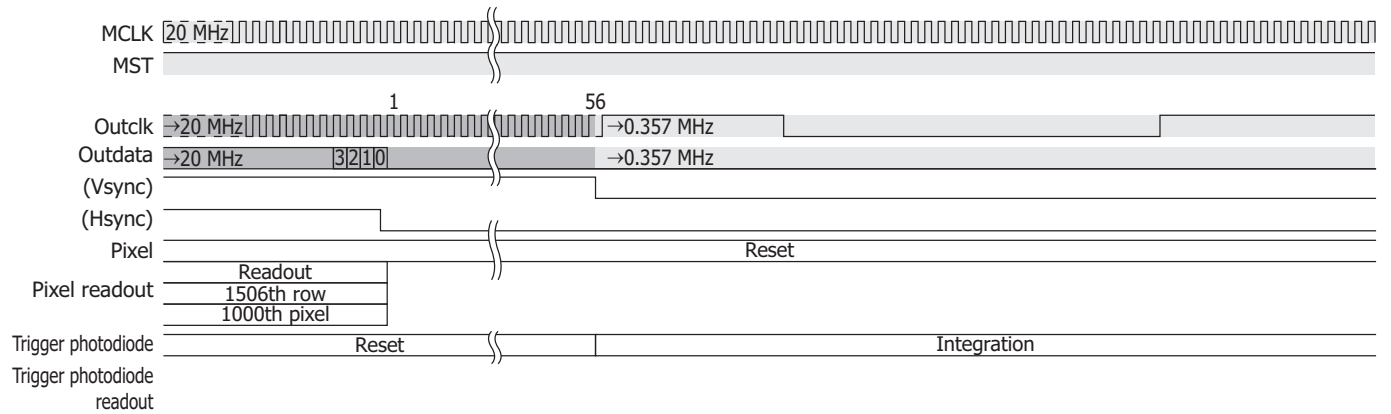 MCLK 20 MHz
MST
1 56
Outclk →20 MHz →0.357 MHz
Outdata →20 MHz 3 2 1 0 →0.357 MHz
(Vsync)
(Hsync)
Pixel Reset
Readout
Pixel readout 1506th row
1000th pixel
Trigger photodiode Reset Integration
Trigger photodiode
readout